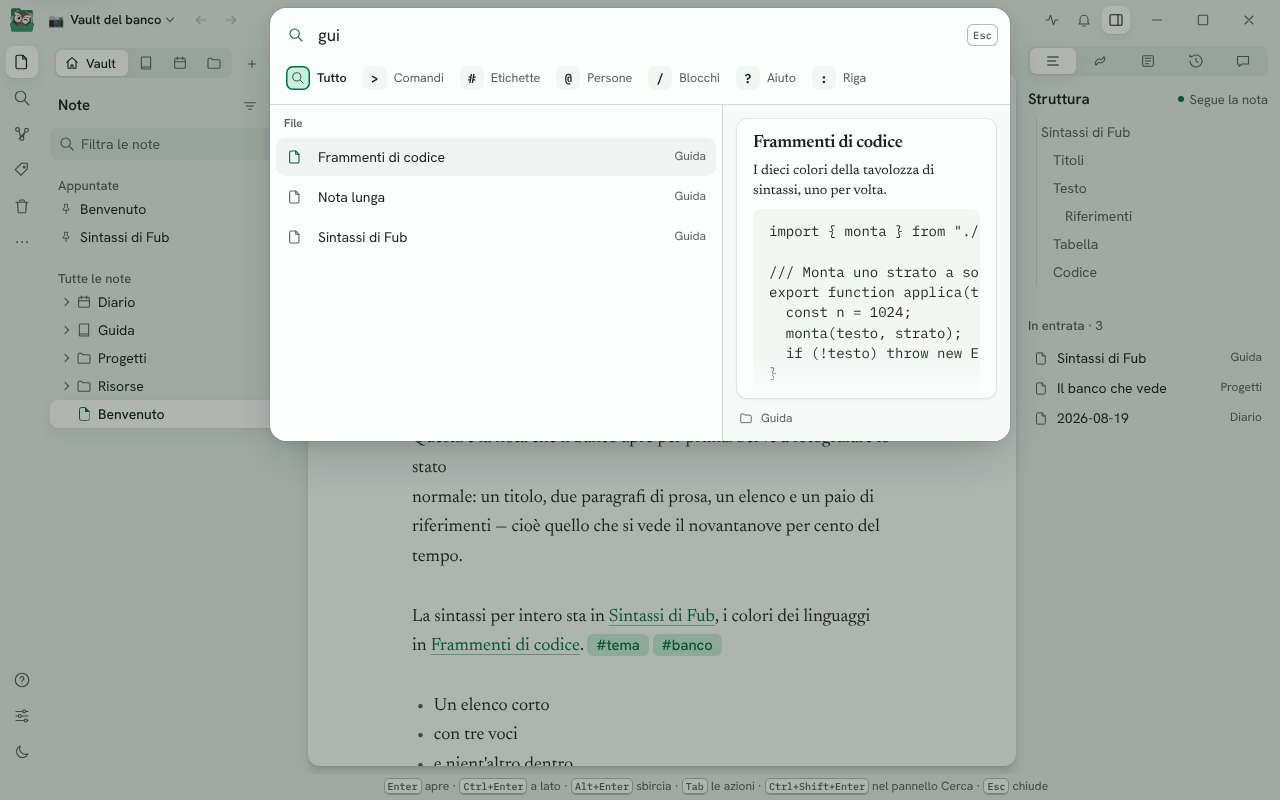 Vault del banco
gui
Esc
Tutto
> Comandi
# Etichette
@ Persone
/ Blocchi
? Aiuto
: Riga
Vault
Note
Filtra le note
Appuntate
Benvenuto
Sintassi di Fub
Tutte le note
Diario
Guida
Progetti
Risorse
Benvenuto
File
Frammenti di codice Guida
Nota lunga Guida
Sintassi di Fub Guida
Frammenti di codice
I dieci colori della tavolozza di
sintassi, uno per volta.
import { monta } from "./
/// Monta uno strato a so
export function applica(t
const n = 1024;
monta(testo, strato);
if (!testo) throw new E
}
Guida
stato
normale: un titolo, due paragrafi di prosa, un elenco e un paio di
riferimenti — cioè quello che si vede il novantanove per cento del
tempo.
La sintassi per intero sta in Sintassi di Fub, i colori dei linguaggi
in Frammenti di codice. #tema #banco
• Un elenco corto
• con tre voci
• e nient'altro dentro
Struttura
Segue la nota
Sintassi di Fub
Titoli
Testo
Riferimenti
Tabella
Codice
In entrata · 3
Sintassi di Fub Guida
Il banco che vede Progetti
2026-08-19 Diario
Enter apre · Ctrl+Enter a lato · Alt+Enter sbircia · Tab le azioni · Ctrl+Shift+Enter nel pannello Cerca · Esc chiude